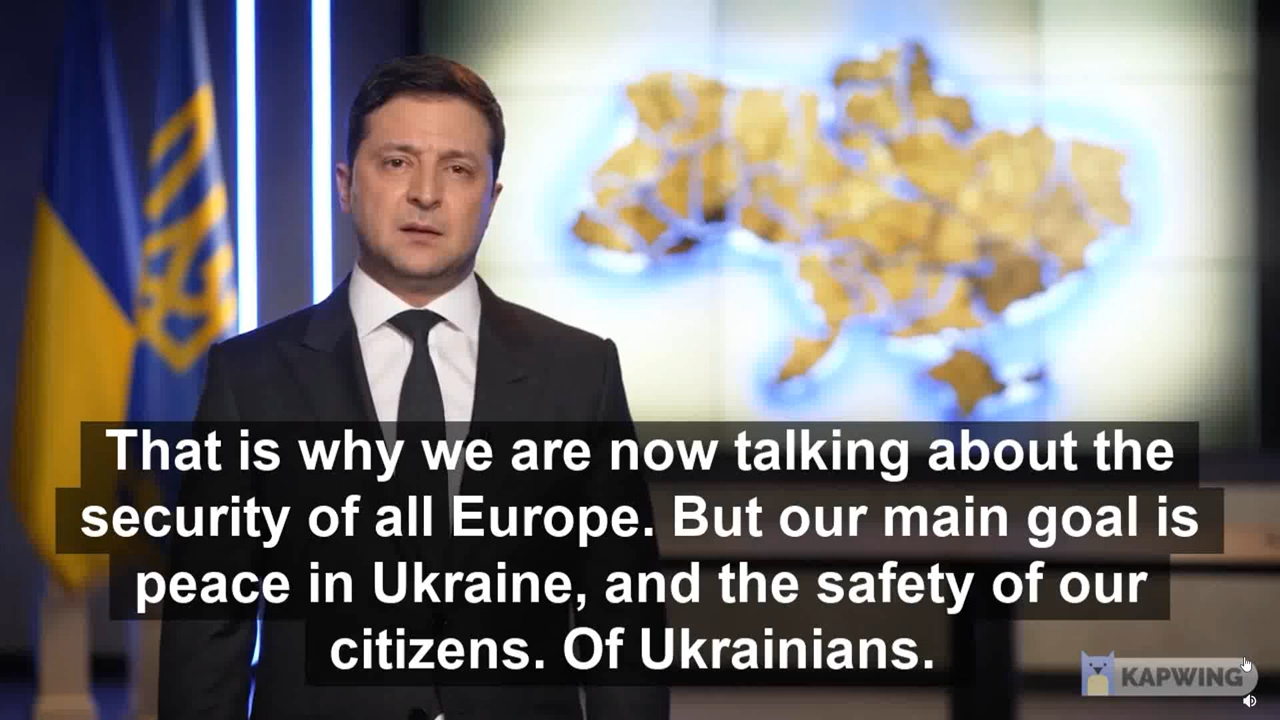 That is why we are now talking about the
security of all Europe. But our main goal is
peace in Ukraine, and the safety of our
citizens. Of Ukrainians.
KAPWING